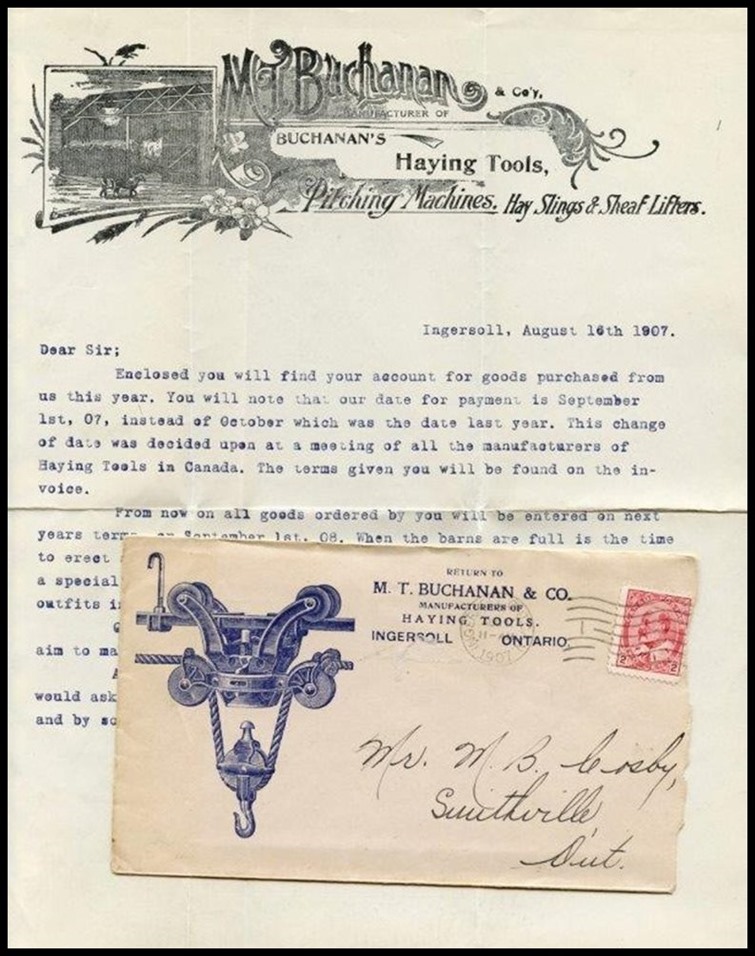 M.T. Buchanan & Co'y.
MANUFACTURER OF
BUCHANAN'S
Haying Tools,
Pitching Machines. Hay Slings & Sheaf Lifters.
Ingersoll, August 16th 1907.
Dear Sir;
Enclosed you will find your account for goods purchased from
us this year. You will note that our date for payment is September
1st, 07, instead of October which was the date last year. This change
of date was decided upon at a meeting of all the manufacturers of
Haying Tools in Canada. The terms given you will be found on the in-
voice.
From now on all goods ordered by you will be entered on next
years terms, on September 1st. 08. When the barns are full is the time
to erect
a special
outfits
aim to
would ask
and by
RETURN TO
M. T. BUCHANAN & CO.
MANUFACTURERS OF
HAYING TOOLS.
INGERSOLL ONTARIO.
1907
2 2
Mr. M. B. Cosby,
Smithville
Ont.